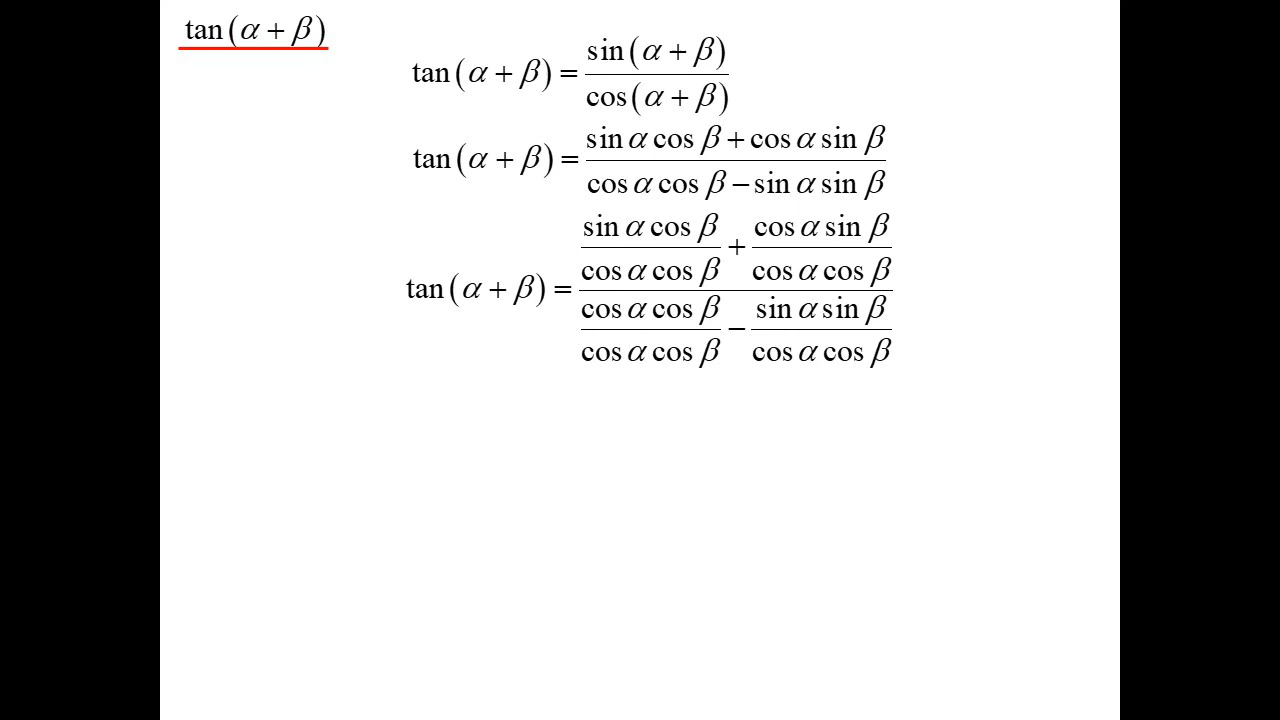 tan(α + β)
tan(α + β) = sin(α + β) / cos(α + β)
tan(α + β) = (sin α cos β + cos α sin β) / (cos α cos β − sin α sin β)
tan(α + β) = ((sin α cos β)/(cos α cos β) + (cos α sin β)/(cos α cos β)) / ((cos α cos β)/(cos α cos β) − (sin α sin β)/(cos α cos β))